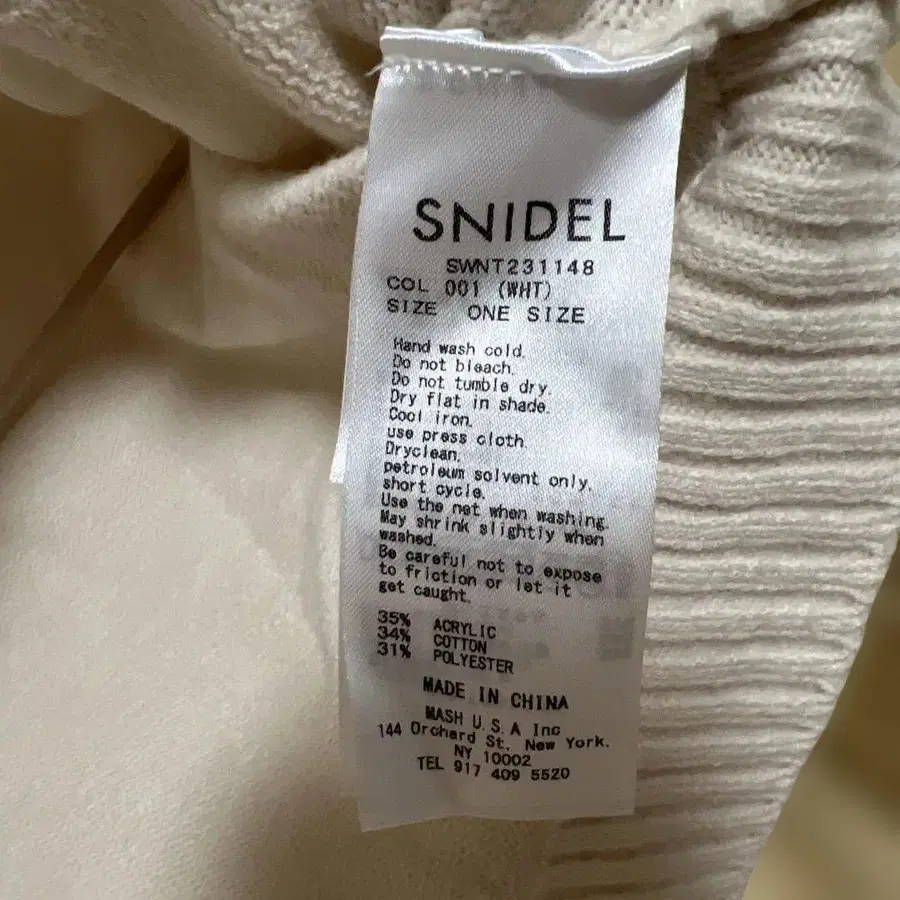 SNIDEL
SWNT231148
COL 001 (WHT)
SIZE ONE SIZE
Hand wash cold.
Do not bleach.
Do not tumble dry.
Dry flat in shade.
Cool iron.
use press cloth
Dryclean.
petroleum solvent only.
short cycle.
Use the net when washing.
May shrink slightly when
washed.
Be careful not to expose
to friction or let it
get caught.
35% ACRYLIC
34% COTTON
31% POLYESTER
MADE IN CHINA
MASH U.S.A Inc
144 Orchard St. New York.
NY 10002
TEL 917 409 5520